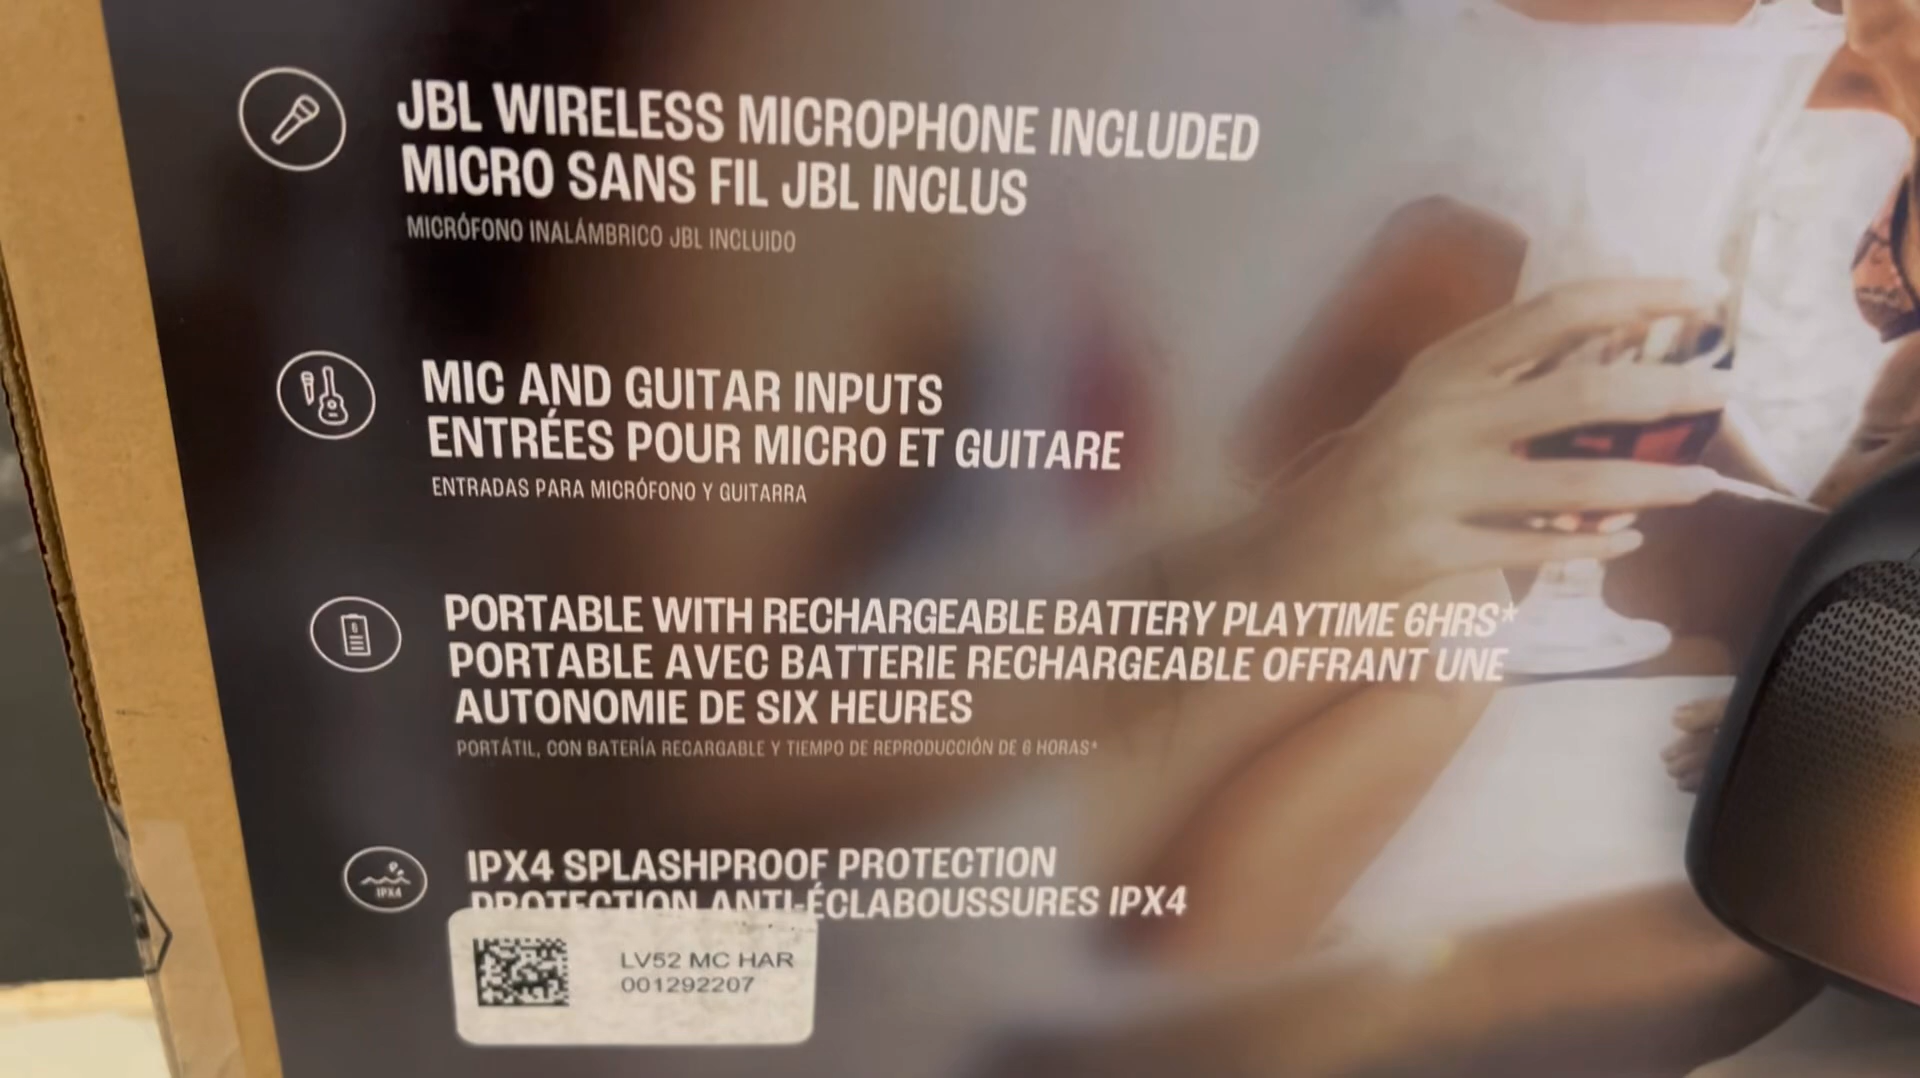 JBL WIRELESS MICROPHONE INCLUDED
MICRO SANS FIL JBL INCLUS
MICRÓFONO INALÁMBRICO JBL INCLUIDO
MIC AND GUITAR INPUTS
ENTRÉES POUR MICRO ET GUITARE
ENTRADAS PARA MICRÓFONO Y GUITARRA
6
PORTABLE WITH RECHARGEABLE BATTERY PLAYTIME 6HRS*
PORTABLE AVEC BATTERIE RECHARGEABLE OFFRANT UNE
AUTONOMIE DE SIX HEURES
PORTÁTIL, CON BATERÍA RECARGABLE Y TIEMPO DE REPRODUCCIÓN DE 6 HORAS*
IPX4
IPX4 SPLASHPROOF PROTECTION
PROTECTION ANTI-ÉCLABOUSSURES IPX4
LV52 MC HAR
001292207